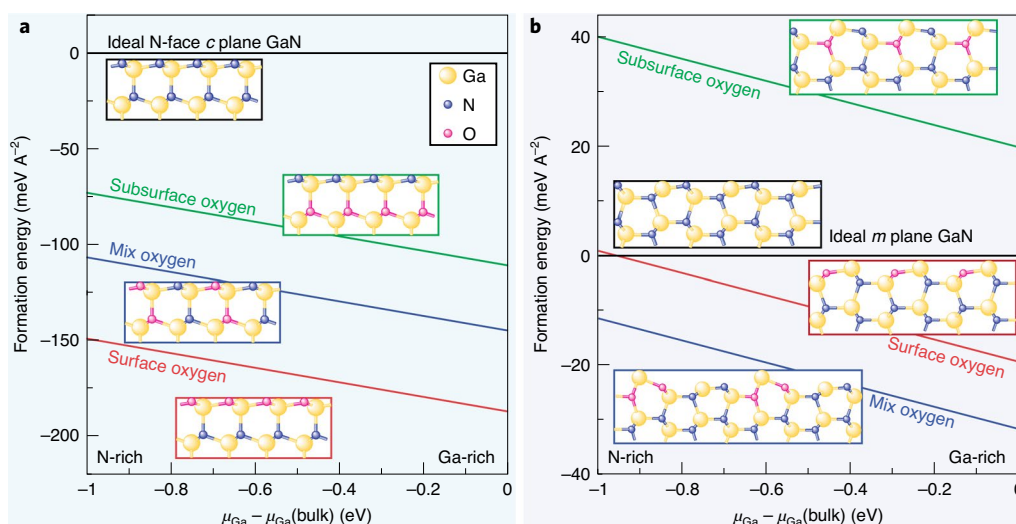 a
Formation energy (meV A⁻²)
0
−50
−100
−150
−200
Ideal N-face c plane GaN
Ga
N
O
Subsurface oxygen
Mix oxygen
Surface oxygen
N-rich
Ga-rich
−1
−0.8
−0.6
−0.4
−0.2
0
μGa − μGa(bulk) (eV)
b
Formation energy (meV A⁻²)
40
20
0
−20
−40
Subsurface oxygen
Ideal m plane GaN
Surface oxygen
Mix oxygen
N-rich
Ga-rich
−1
−0.8
−0.6
−0.4
−0.2
0
μGa − μGa(bulk) (eV)